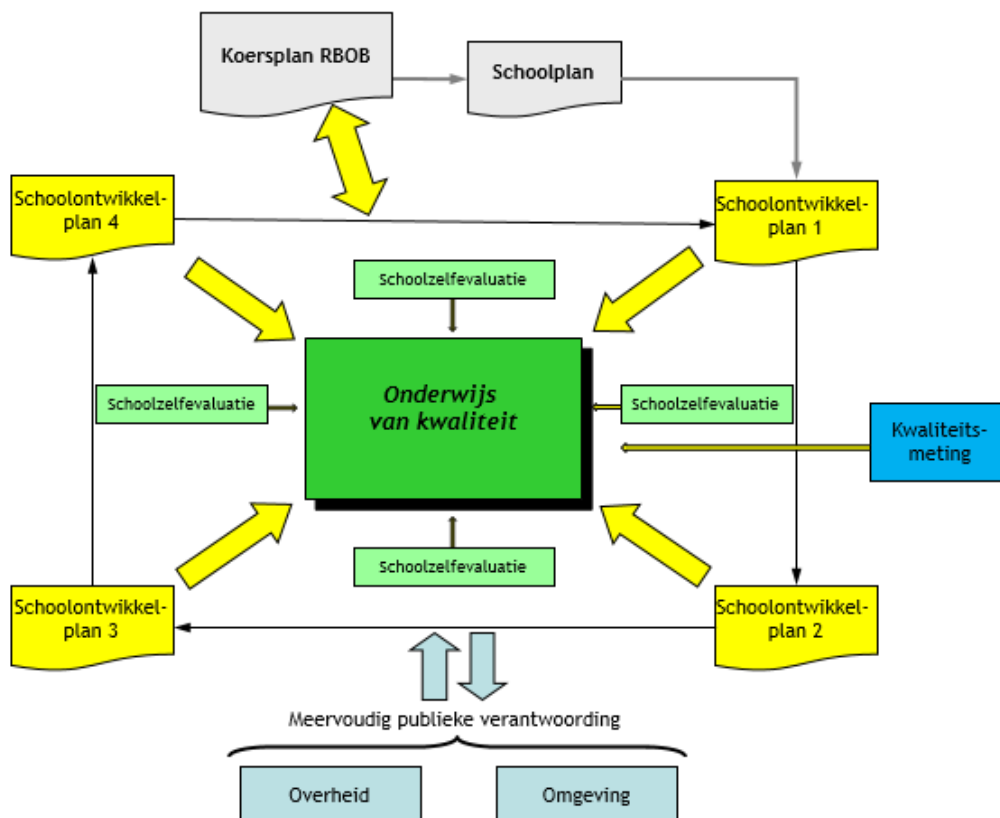 Koersplan RBOB
Schoolplan
Schoolontwikkel-
plan 4
Schoolontwikkel-
plan 1
Schoolzelfevaluatie
Onderwijs
van kwaliteit
Schoolzelfevaluatie
Schoolzelfevaluatie
Kwaliteits-
meting
Schoolzelfevaluatie
Schoolontwikkel-
plan 3
Schoolontwikkel-
plan 2
Meervoudig publieke verantwoording
Overheid
Omgeving